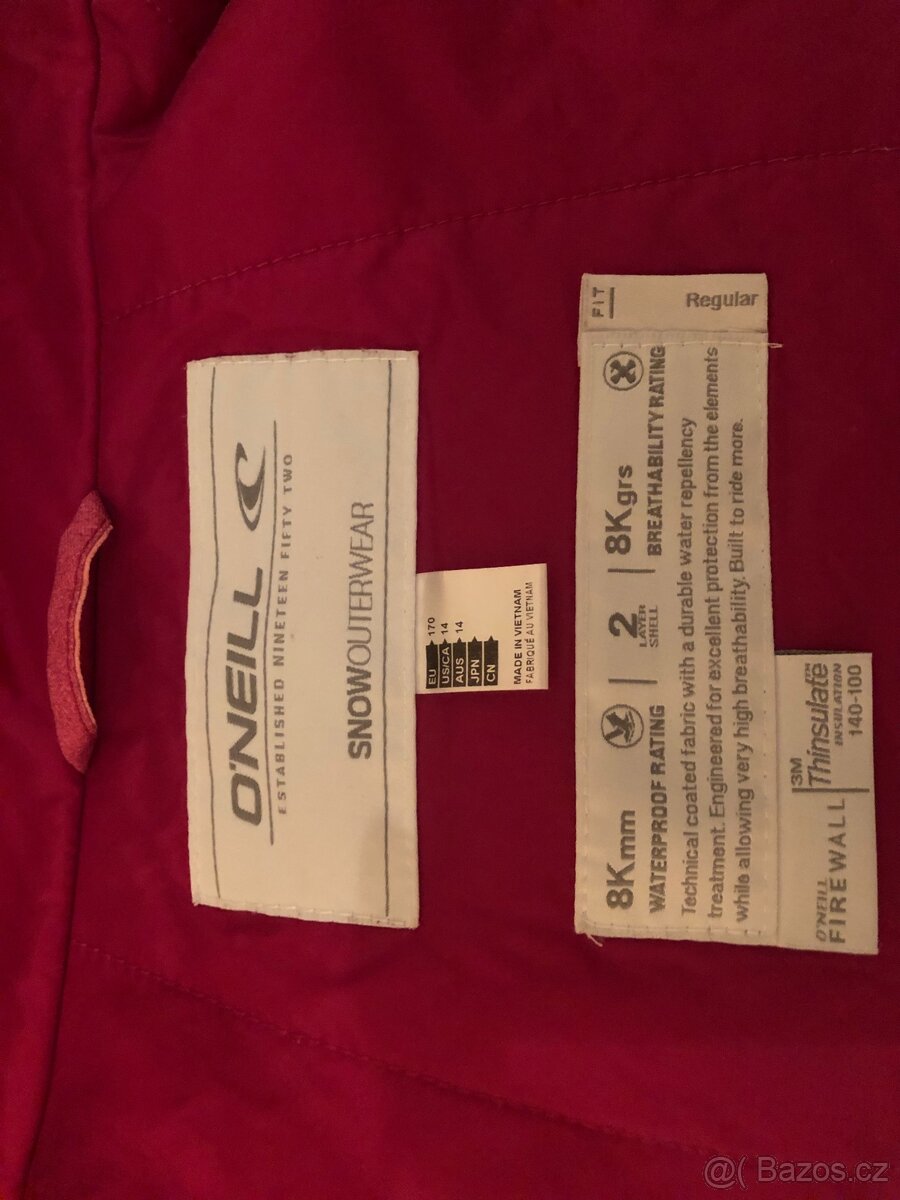 O'NEILL
ESTABLISHED NINETEEN FIFTY TWO
SNOWOUTERWEAR
EU 170
US/CA 14
AUS 14
JPN
CN
MADE IN VIETNAM
FABRIQUÉ AU VIETNAM
FIT
Regular
8Kmm
WATERPROOF RATING
2
LAYER
SHELL
8Kgrs
BREATHABILITY RATING
Technical coated fabric with a durable water repellency
treatment. Engineered for excellent protection from the elements
while allowing very high breathability. Built to ride more.
O'NEILL
FIREWALL
3M
Thinsulate
INSULATION
140-100
@( Bazos.cz